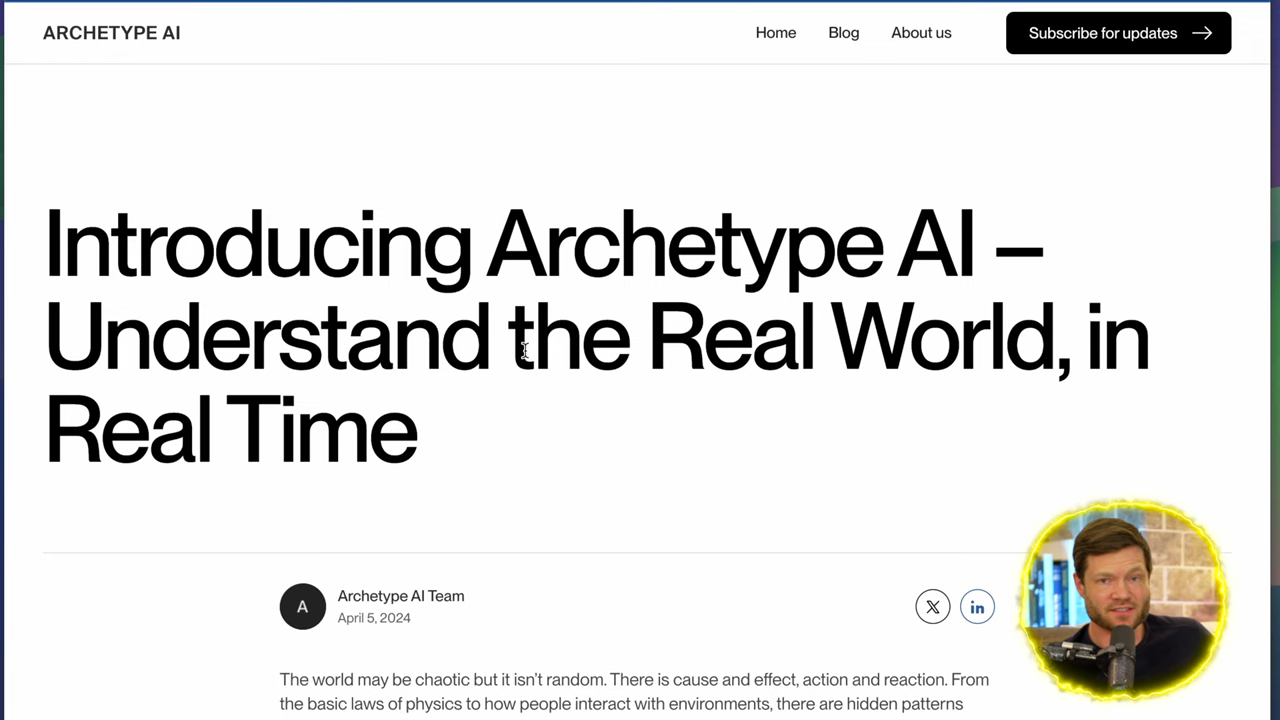 ARCHETYPE AI
Home
Blog
About us
Subscribe for updates
Introducing Archetype AI –
Understand the Real World, in
Real Time
A
Archetype AI Team
April 5, 2024
The world may be chaotic but it isn't random. There is cause and effect, action and reaction. From
the basic laws of physics to how people interact with environments, there are hidden patterns